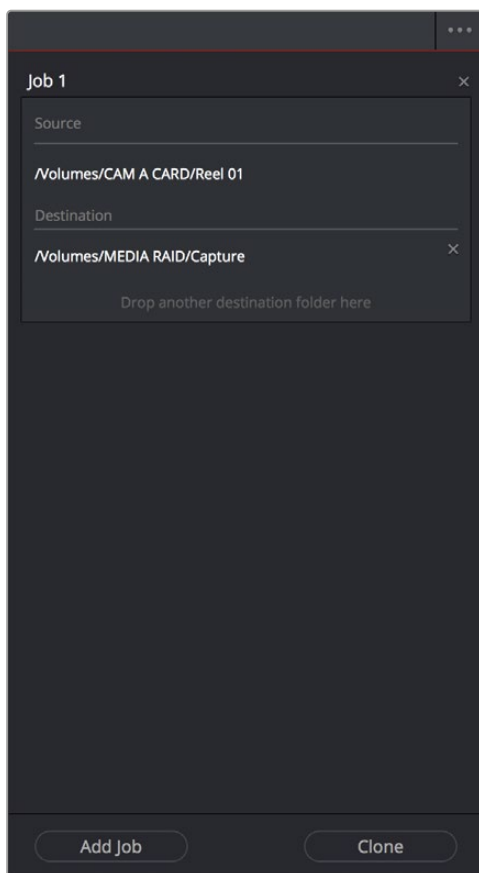 Job 1
Source
/Volumes/CAM A CARD/Reel 01
Destination
/Volumes/MEDIA RAID/Capture
Drop another destination folder here
Add Job
Clone